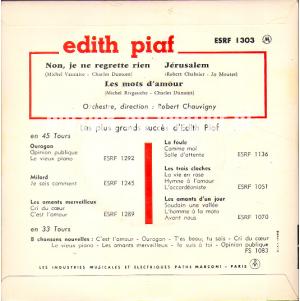 edith piaf
ESRF 1303 M
Non, je ne regrette rien
Jérusalem
(Michel Vaucaire - Charles Dumont)
(Robert Chabrier - Jo Moutet)
Les mots d'amour
(Michel Rivgauche - Charles Dumont)
Orchestre, direction : Robert Chauvigny
Les plus grands succès d'Edith Piaf
en 45 Tours
Ouragan
Opinion publique
Le vieux piano ESRF 1292
Milord
Je sais comment ESRF 1245
Les amants merveilleux
Cri du cœur
C'est l'amour ESRF 1289
La foule
Comme moi
Salle d'attente ESRF 1136
Les trois cloches
La vie en rose
Hymne à l'amour
L'accordéoniste ESRF 1051
Les amants d'un jour
Soudain une vallée
L'homme à la moto
Avant nous ESRF 1070
en 33 Tours
8 chansons nouvelles : C'est l'amour - Ouragan - T'es beau, tu sais - Cri du cœur
Le vieux piano - Les amants merveilleux - Je suis à toi - Opinion publique
FS 1083
LES INDUSTRIES MUSICALES ET ELECTRIQUES PATHE MARCONI - PARIS